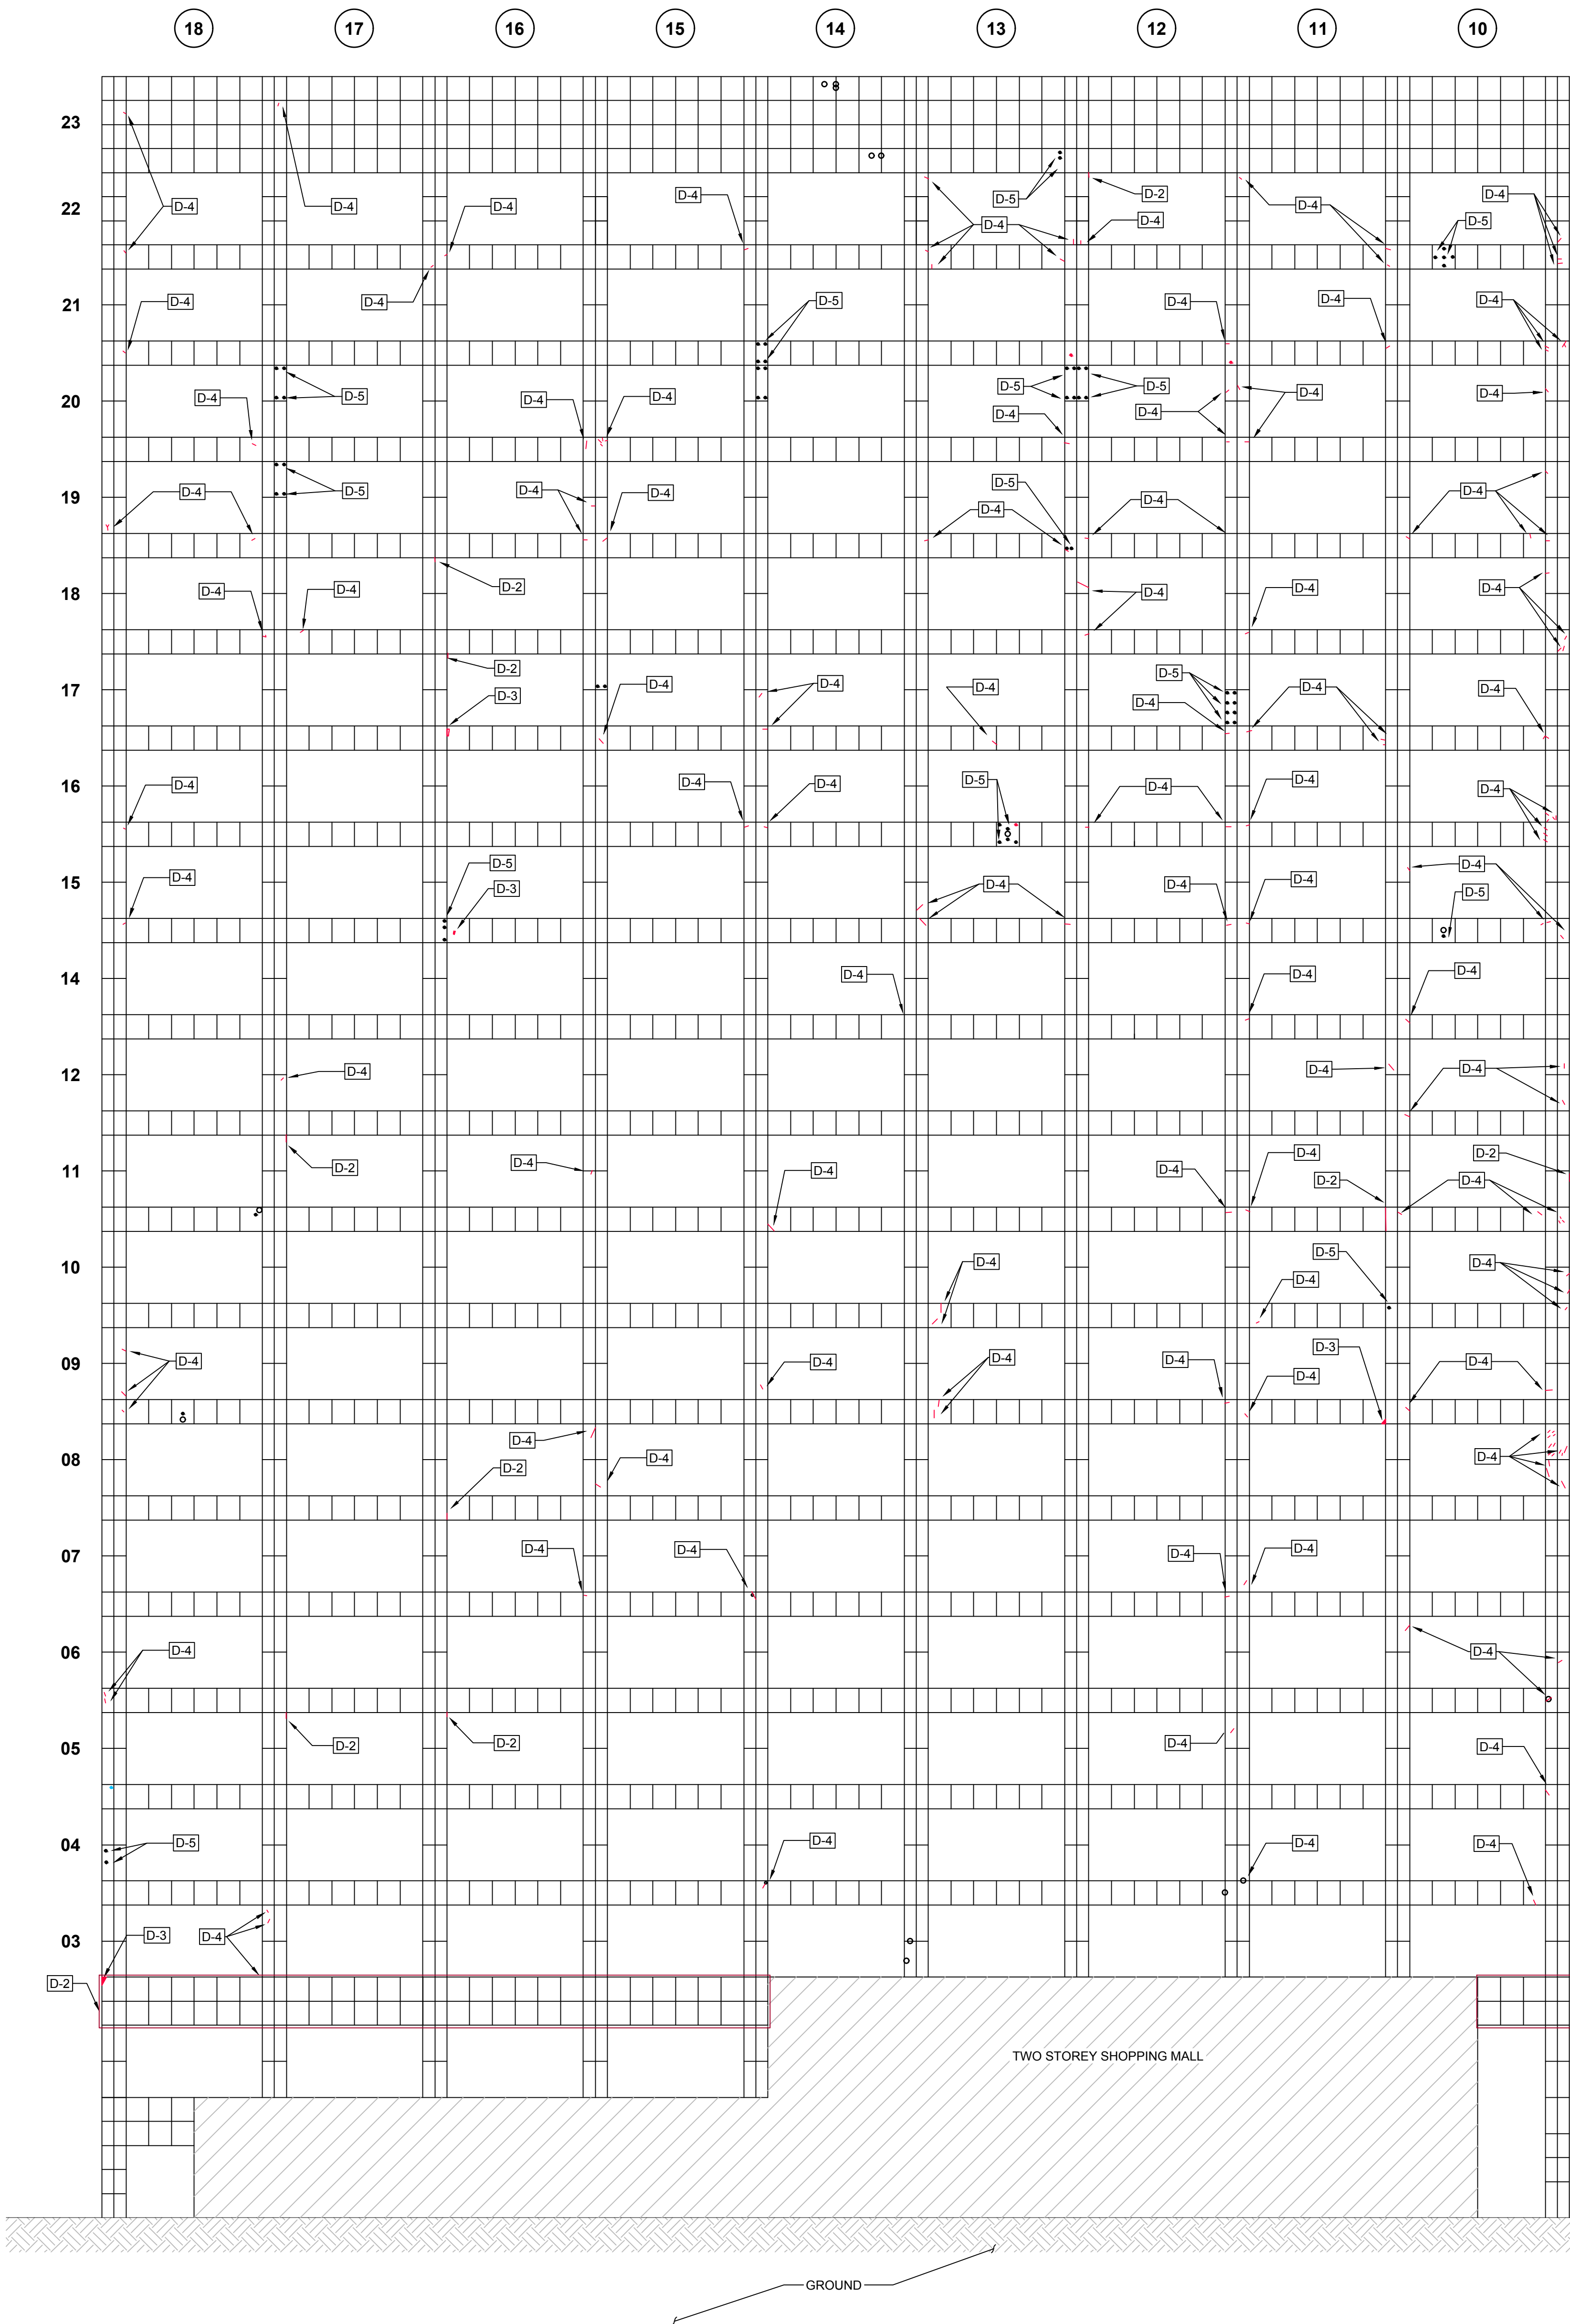 18 17 16 15 14 13 12 11 10
23
22 D-4 D-4 D-4 D-4 D-5 D-4 D-2 D-4 D-4 D-4 D-5
21 D-4 D-4 D-5 D-4 D-4 D-4
20 D-4 D-5 D-4 D-4 D-5 D-4 D-5 D-4 D-4 D-4
19 D-4 D-5 D-4 D-4 D-5 D-4 D-4 D-4
18 D-4 D-4 D-2 D-4 D-4 D-4
17 D-2 D-3 D-4 D-4 D-4 D-5 D-4 D-4 D-4
16 D-4 D-4 D-4 D-5 D-4 D-4 D-4
15 D-4 D-5 D-3 D-4 D-4 D-4 D-4 D-5
14 D-4 D-4 D-4
12 D-4 D-4 D-4
11 D-2 D-4 D-4 D-4 D-4 D-2 D-2 D-4
10 D-4 D-5 D-4 D-4
09 D-4 D-4 D-4 D-4 D-3 D-4 D-4
08 D-4 D-2 D-4 D-4
07 D-4 D-4 D-4 D-4
06 D-4 D-4
05 D-2 D-2 D-4 D-4
04 D-5 D-4 D-4 D-4
03 D-3 D-4
D-2
TWO STOREY SHOPPING MALL
GROUND